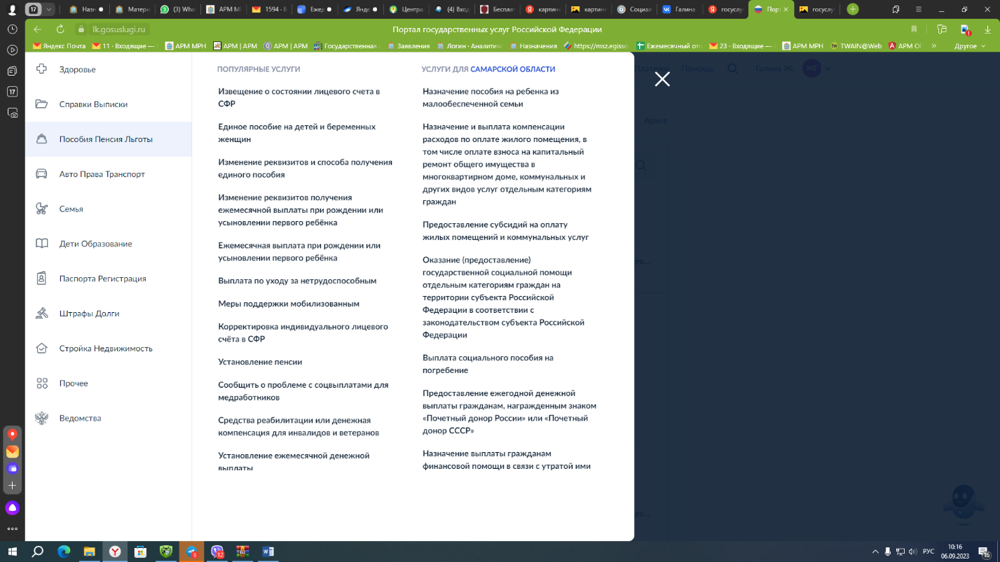 17
Назн
Матери
(3) Wha
АРМ М
1594 - В
Ежед
Янде
Центра
(4) Вход
Бесплат
картинк
картин
Социал
Галина
госуслу
Порт
госуслу
lk.gosuslugi.ru
Портал государственных услуг Российской Федерации
Яндекс Почта
11 · Входящие —
АРМ МРН
АРМ | АРМ
АРМ | АРМ
Государственная
Заявления
Логин · Аналитич
Назначения
https://msz.egisso
Ежемесячный отч
23 · Входящие —
АРМ МРН
TWAIN@Web
АРМ ОГ
»
Другое
17
Здоровье
Справки Выписки
Пособия Пенсия Льготы
Авто Права Транспорт
Семья
Дети Образование
Паспорта Регистрация
Штрафы Долги
Стройка Недвижимость
Прочее
Ведомства
ПОПУЛЯРНЫЕ УСЛУГИ
Извещение о состоянии лицевого счета в
СФР
Единое пособие на детей и беременных
женщин
Изменение реквизитов и способа получения
единого пособия
Изменение реквизитов получения
ежемесячной выплаты при рождении или
усыновлении первого ребёнка
Ежемесячная выплата при рождении или
усыновлении первого ребёнка
Выплата по уходу за нетрудоспособным
Меры поддержки мобилизованным
Корректировка индивидуального лицевого
счёта в СФР
Установление пенсии
Сообщить о проблеме с соцвыплатами для
медработников
Средства реабилитации или денежная
компенсация для инвалидов и ветеранов
Установление ежемесячной денежной
выплаты
УСЛУГИ ДЛЯ САМАРСКОЙ ОБЛАСТИ
Назначение пособия на ребенка из
малообеспеченной семьи
Назначение и выплата компенсации
расходов по оплате жилого помещения, в
том числе оплате взноса на капитальный
ремонт общего имущества в
многоквартирном доме, коммунальных и
других видов услуг отдельным категориям
граждан
Предоставление субсидий на оплату
жилых помещений и коммунальных услуг
Оказание (предоставление)
государственной социальной помощи
отдельным категориям граждан на
территории субъекта Российской
Федерации в соответствии с
законодательством субъекта Российской
Федерации
Выплата социального пособия на
погребение
Предоставление ежегодной денежной
выплаты гражданам, награжденным знаком
«Почетный донор России» или «Почетный
донор СССР»
Назначение выплаты гражданам
финансовой помощи в связи с утратой ими
Платежи
Помощь
Галина Ж.
ЖГ
Архив
ев...
ев...
9
12
РУС
10:16
06.09.2023
16